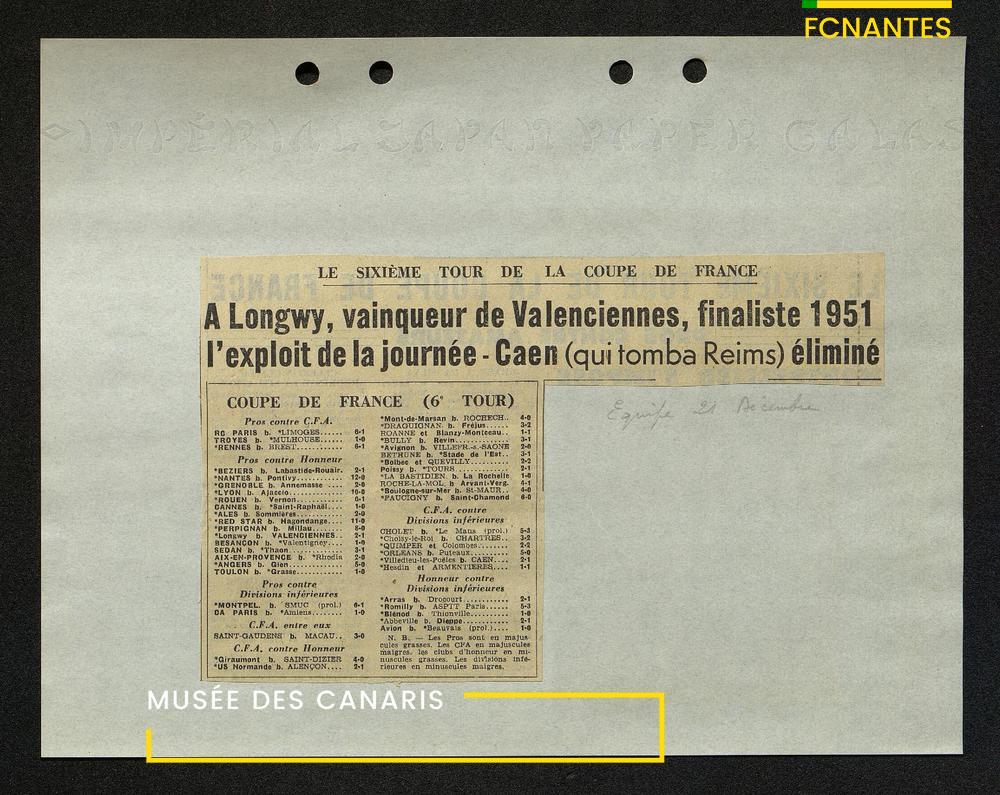 FCNANTES
IMPÉRIAL JAPAN PAPER
LE SIXIÈME TOUR DE LA COUPE DE FRANCE
A Longwy, vainqueur de Valenciennes, finaliste 1951
l'exploit de la journée - Caen (qui tomba Reims) éliminé
Equipe 21 Décembre
COUPE DE FRANCE (6e TOUR)
Pros contre C.F.A.
RC PARIS b. *LIMOGES...... 6-1
TROYES b. *MULHOUSE...... 1-0
*RENNES b. BREST.......... 6-1
Pros contre Honneur
*BEZIERS b. Labastide-Rouair. 2-1
*NANTES b. Pontivy........ 12-0
*GRENOBLE b. Annemasse .. 2-0
*LYON b. Ajaccio.......... 10-0
*ROUEN b. Vernon.......... 6-1
CANNES b. *Saint-Raphaël.... 1-0
*ALES b. Sommières........ 2-0
*RED STAR b. Hagondange.... 11-0
*PERPIGNAN b. Millau...... 8-0
*Longwy b. VALENCIENNES.. 2-1
BESANCON b. *Valentigney.... 1-0
SEDAN b. *Thaon.......... 3-1
AIX-EN-PROVENCE b. *Rhodia 2-0
*ANGERS b. Gien.......... 5-0
TOULON b. *Grasse........ 1-0
Pros contre
Divisions inférieures
*MONTPEL. b. SMUC (prol.) 6-1
CA PARIS b. *Amiens........ 1-0
C.F.A. entre eux
SAINT-GAUDENS b. MACAU.. 3-0
C.F.A. contre Honneur
*Giraumont b. SAINT-DIZIER 4-0
*US Normande b. ALENÇON.... 2-1
*Mont-de-Marsan b. ROCHECH.. 4-0
*DRAGUIGNAN b. Fréjus...... 3-2
ROANNE et Blanzy-Montceau.. 1-1
*BULLY b. Revin............ 3-1
*Avignon b. VILLEFR.-s.-SAONE 2-0
BETHUNE b. *Stade de l'Est.. 3-1
*Bolbec et QUEVILLY........ 2-2
Poissy b. *TOURS.......... 2-1
*LA BASTIDIEN b. La Rochelle 1-0
ROCHE-LA-MOL. b Arvant-Verg. 4-1
*Boulogne-sur-Mer b. St-MAUR.. 4-0
*FAUCIGNY b. Saint-Chamond 6-0
C.F.A. contre
Divisions inférieures
CHOLET b. *Le Mans (prol.) 5-3
*Choisy-le-Roi b. CHARTRES.. 3-2
*QUIMPER et Colombes...... 2-2
*ORLEANS b. Puteaux........ 5-0
*Villedieu-les-Poêles b. CAEN.. 2-1
*Hesdin et ARMENTIERES.... 1-1
Honneur contre
Divisions inférieures
*Arras b. Drocourt.......... 2-1
*Romilly b. ASPTT Paris.... 5-3
*Blénod b. Thionville........ 1-0
*Abbeville b. Dieppe........ 2-1
Avion b. *Beauvais (prol.).... 1-0
N. B. — Les Pros sont en majus-
cules grasses. Les CFA en majuscules
maigres, les clubs d'honneur en mi-
nuscules grasses. Les divisions infé-
rieures en minuscules maigres.
MUSÉE DES CANARIS